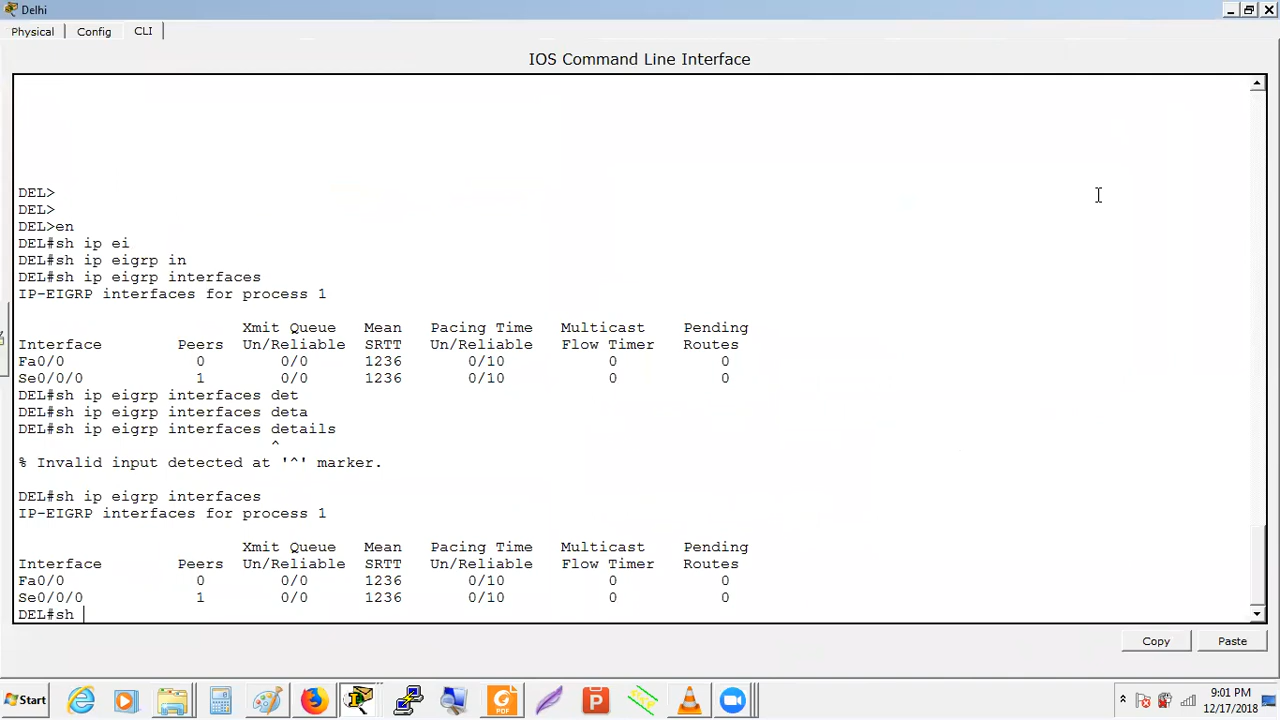 Delhi
Physical Config CLI
IOS Command Line Interface
DEL>
DEL>
DEL>en
DEL#sh ip ei
DEL#sh ip eigrp in
DEL#sh ip eigrp interfaces
IP-EIGRP interfaces for process 1
Xmit Queue Mean Pacing Time Multicast Pending
Interface Peers Un/Reliable SRTT Un/Reliable Flow Timer Routes
Fa0/0 0 0/0 1236 0/10 0 0
Se0/0/0 1 0/0 1236 0/10 0 0
DEL#sh ip eigrp interfaces det
DEL#sh ip eigrp interfaces deta
DEL#sh ip eigrp interfaces details
^
% Invalid input detected at '^' marker.
DEL#sh ip eigrp interfaces
IP-EIGRP interfaces for process 1
Xmit Queue Mean Pacing Time Multicast Pending
Interface Peers Un/Reliable SRTT Un/Reliable Flow Timer Routes
Fa0/0 0 0/0 1236 0/10 0 0
Se0/0/0 1 0/0 1236 0/10 0 0
DEL#sh
Copy Paste
Start PDF P 9:01 PM
12/17/2018